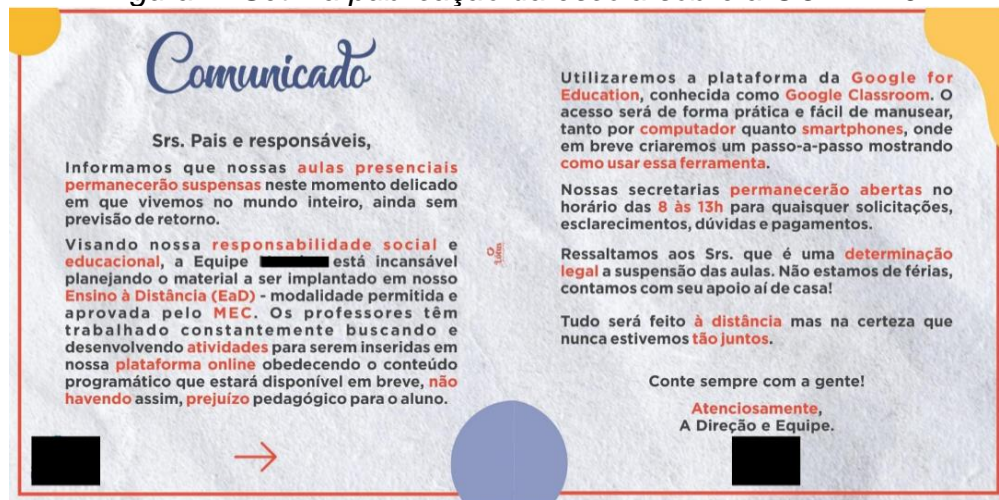 Comunicado
Srs. Pais e responsáveis,
Informamos que nossas aulas presenciais
permanecerão suspensas neste momento delicado
em que vivemos no mundo inteiro, ainda sem
previsão de retorno.
Visando nossa responsabilidade social e
educacional, a Equipe está incansável
planejando o material a ser implantado em nosso
Ensino à Distância (EaD) - modalidade permitida e
aprovada pelo MEC. Os professores têm
trabalhado constantemente buscando e
desenvolvendo atividades para serem inseridas em
nossa plataforma online obedecendo o conteúdo
programático que estará disponível em breve, não
havendo assim, prejuízo pedagógico para o aluno.
Utilizaremos a plataforma da Google for
Education, conhecida como Google Classroom. O
acesso será de forma prática e fácil de manusear,
tanto por computador quanto smartphones, onde
em breve criaremos um passo-a-passo mostrando
como usar essa ferramenta.
Nossas secretarias permanecerão abertas no
horário das 8 às 13h para quaisquer solicitações,
esclarecimentos, dúvidas e pagamentos.
Ressaltamos aos Srs. que é uma determinação
legal a suspensão das aulas. Não estamos de férias,
contamos com seu apoio aí de casa!
Tudo será feito à distância mas na certeza que
nunca estivemos tão juntos.
Conte sempre com a gente!
Atenciosamente,
A Direção e Equipe.